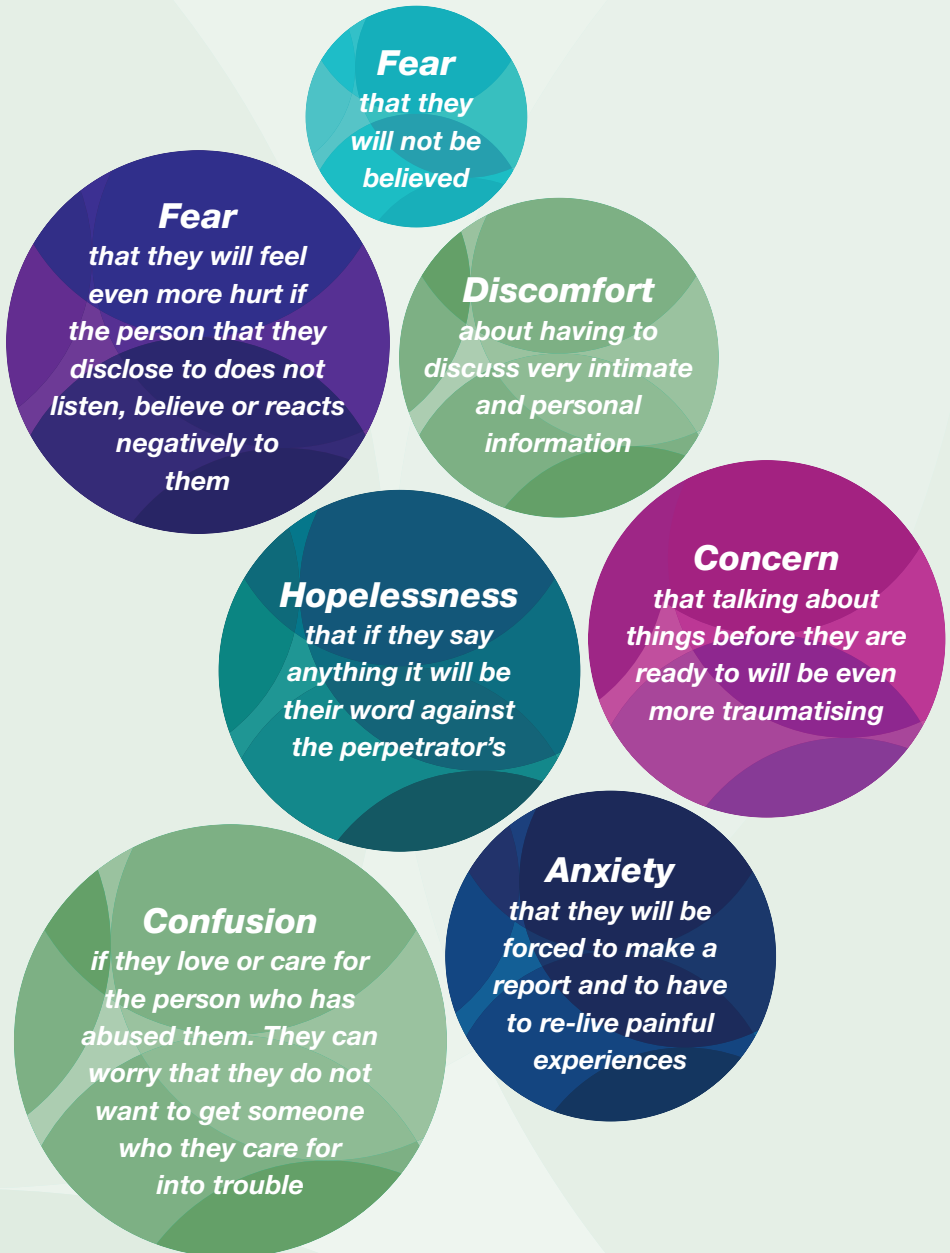 Fear
that they
will not be
believed
Fear
that they will feel
even more hurt if
the person that they
disclose to does not
listen, believe or reacts
negatively to
them
Discomfort
about having to
discuss very intimate
and personal
information
Hopelessness
that if they say
anything it will be
their word against
the perpetrator’s
Concern
that talking about
things before they are
ready to will be even
more traumatising
Confusion
if they love or care for
the person who has
abused them. They can
worry that they do not
want to get someone
who they care for
into trouble
Anxiety
that they will be
forced to make a
report and to have
to re-live painful
experiences